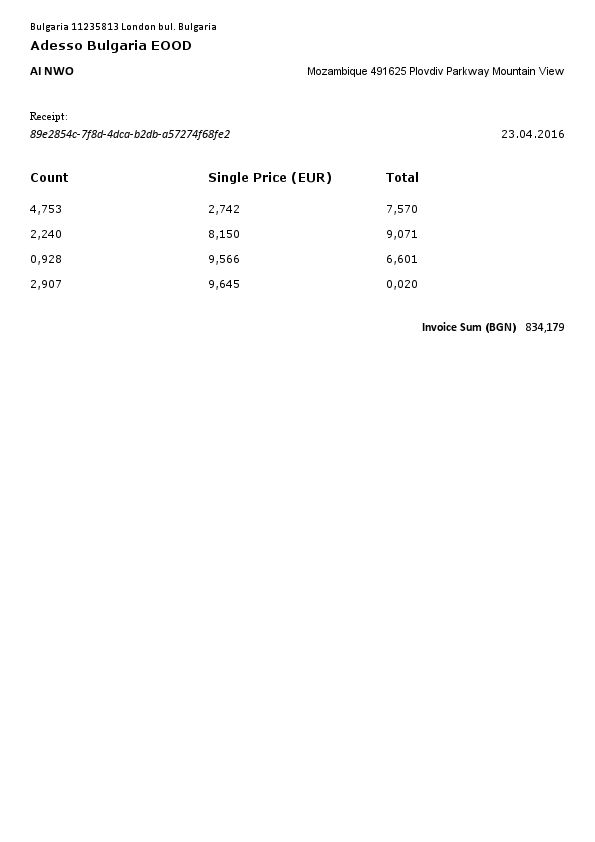 Bulgaria 11235813 London bul. Bulgaria
Adesso Bulgaria EOOD
AI NWO Mozambique 491625 Plovdiv Parkway Mountain View
Receipt:
89e2854c-7f8d-4dca-b2db-a57274f68fe2 23.04.2016
Count Single Price (EUR) Total
4,753 2,742 7,570
2,240 8,150 9,071
0,928 9,566 6,601
2,907 9,645 0,020
Invoice Sum (BGN) 834,179